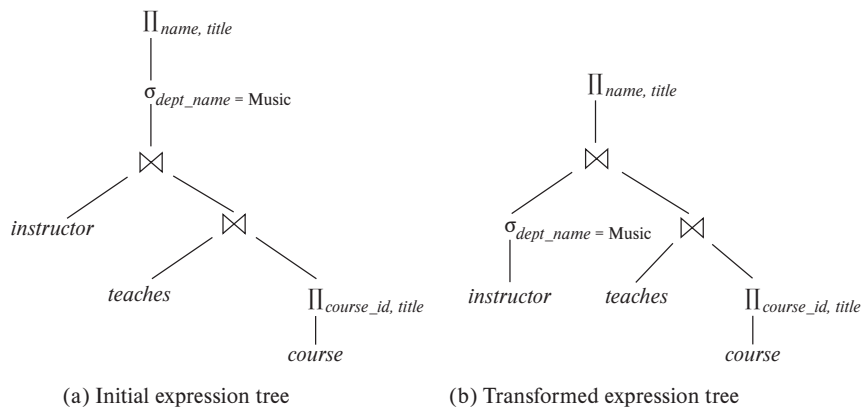 ∏name, title
σdept_name = Music
⋈
instructor
⋈
teaches
∏course_id, title
course
(a) Initial expression tree
∏name, title
⋈
σdept_name = Music
⋈
instructor
teaches
∏course_id, title
course
(b) Transformed expression tree